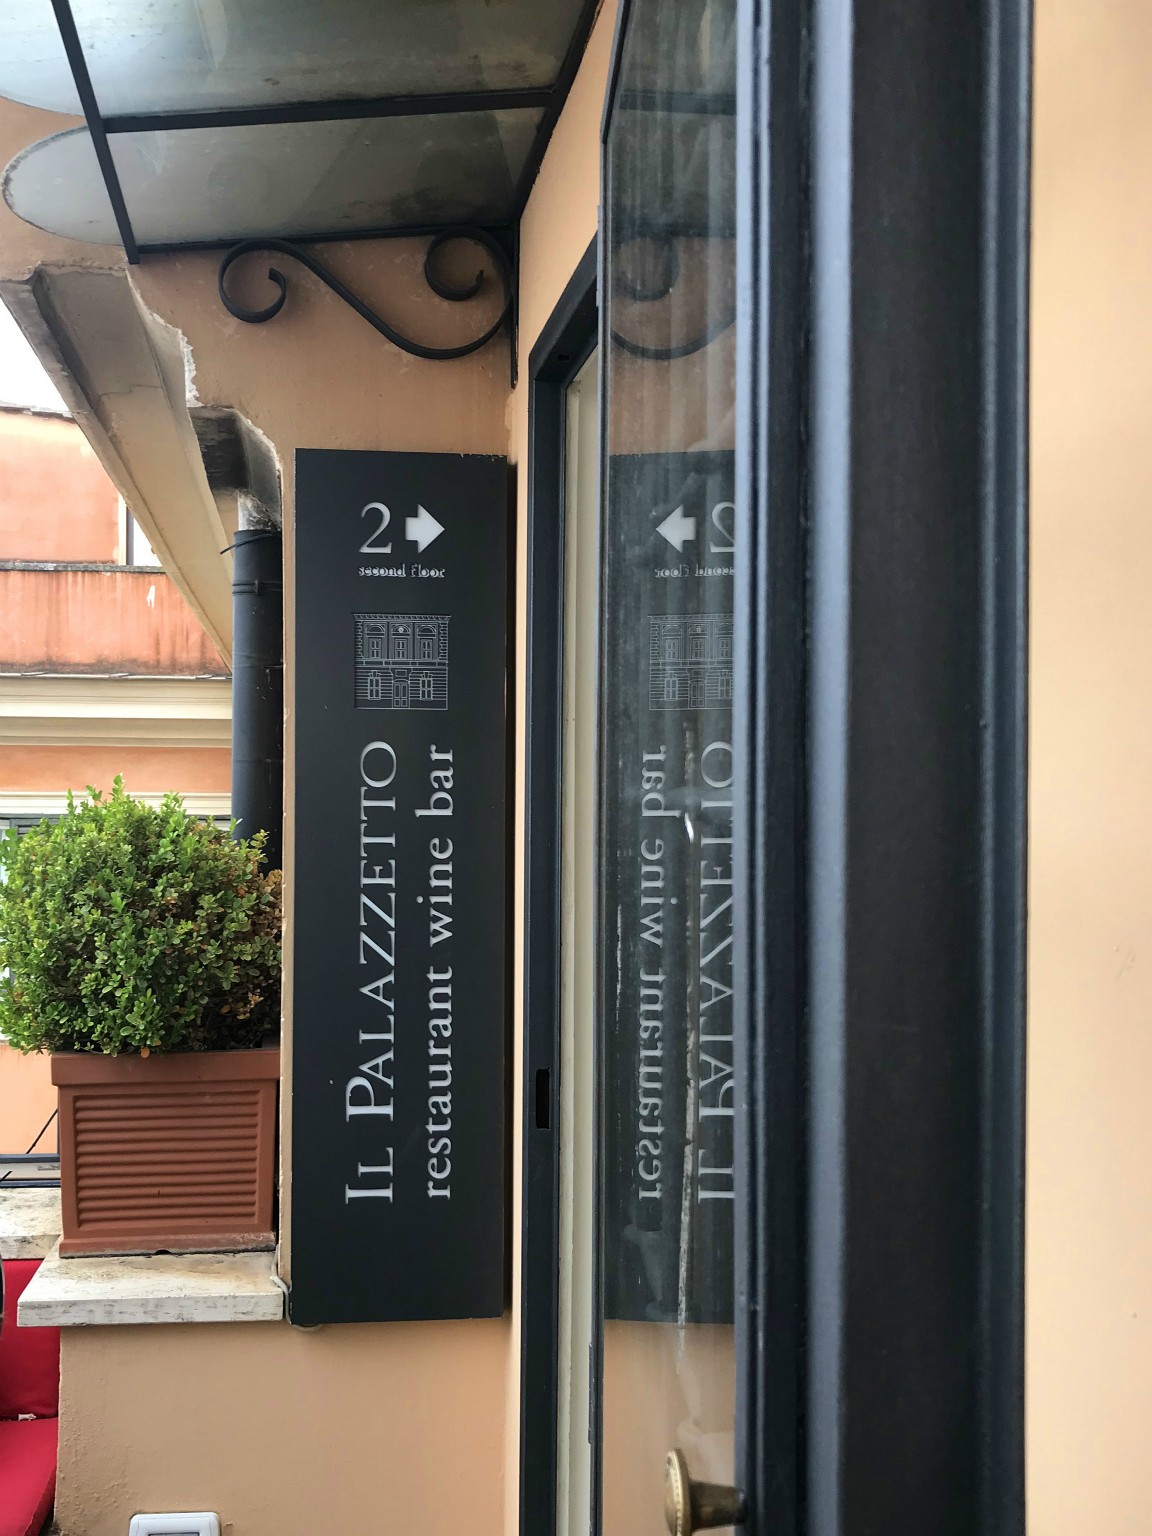 2
second floor
IL PALAZZETTO
restaurant wine bar